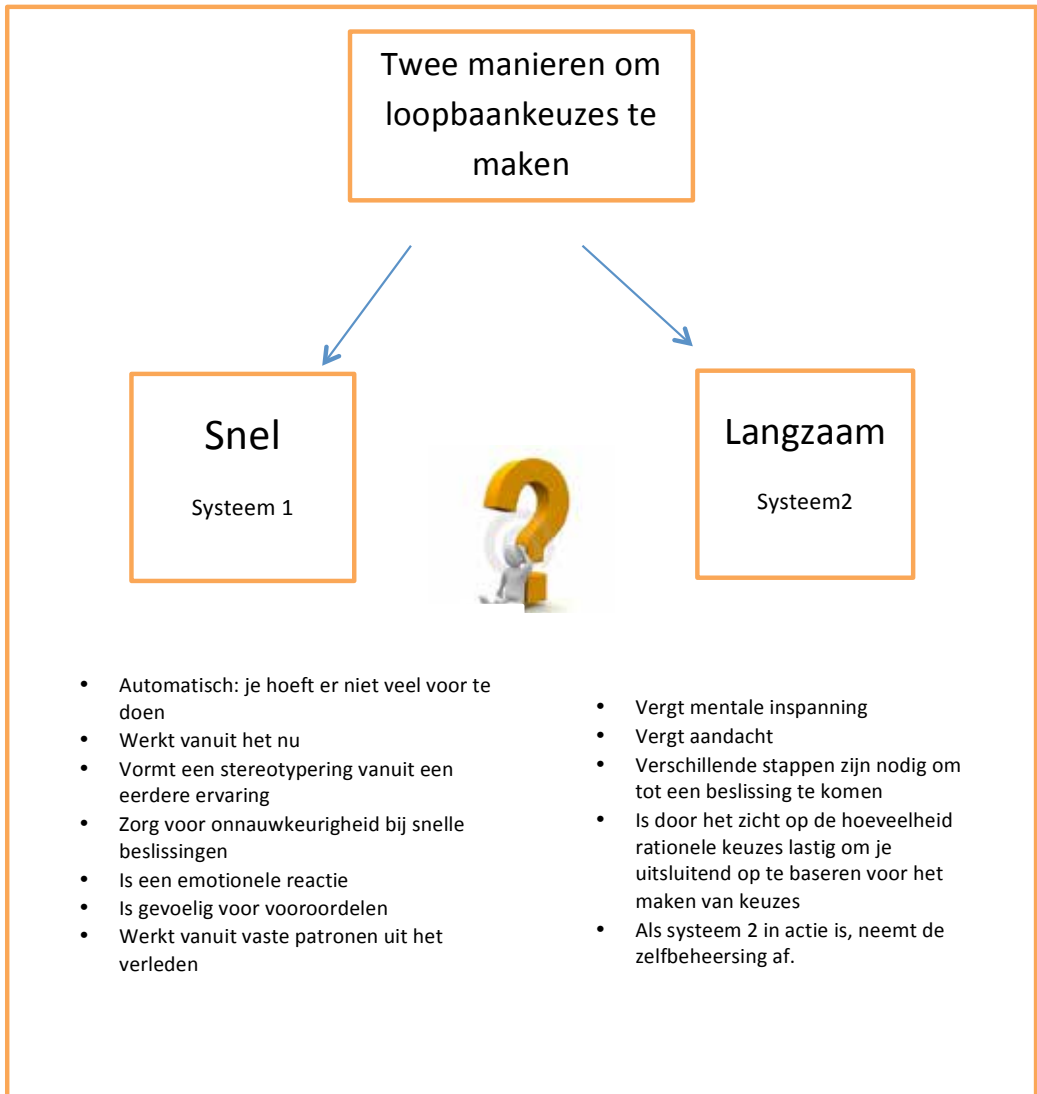 Twee manieren om
loopbaankeuzes te
maken
Snel
Systeem 1
Langzaam
Systeem2
• Automatisch: je hoeft er niet veel voor te
doen
• Werkt vanuit het nu
• Vormt een stereotypering vanuit een
eerdere ervaring
• Zorg voor onnauwkeurigheid bij snelle
beslissingen
• Is een emotionele reactie
• Is gevoelig voor vooroordelen
• Werkt vanuit vaste patronen uit het
verleden
• Vergt mentale inspanning
• Vergt aandacht
• Verschillende stappen zijn nodig om
tot een beslissing te komen
• Is door het zicht op de hoeveelheid
rationele keuzes lastig om je
uitsluitend op te baseren voor het
maken van keuzes
• Als systeem 2 in actie is, neemt de
zelfbeheersing af.